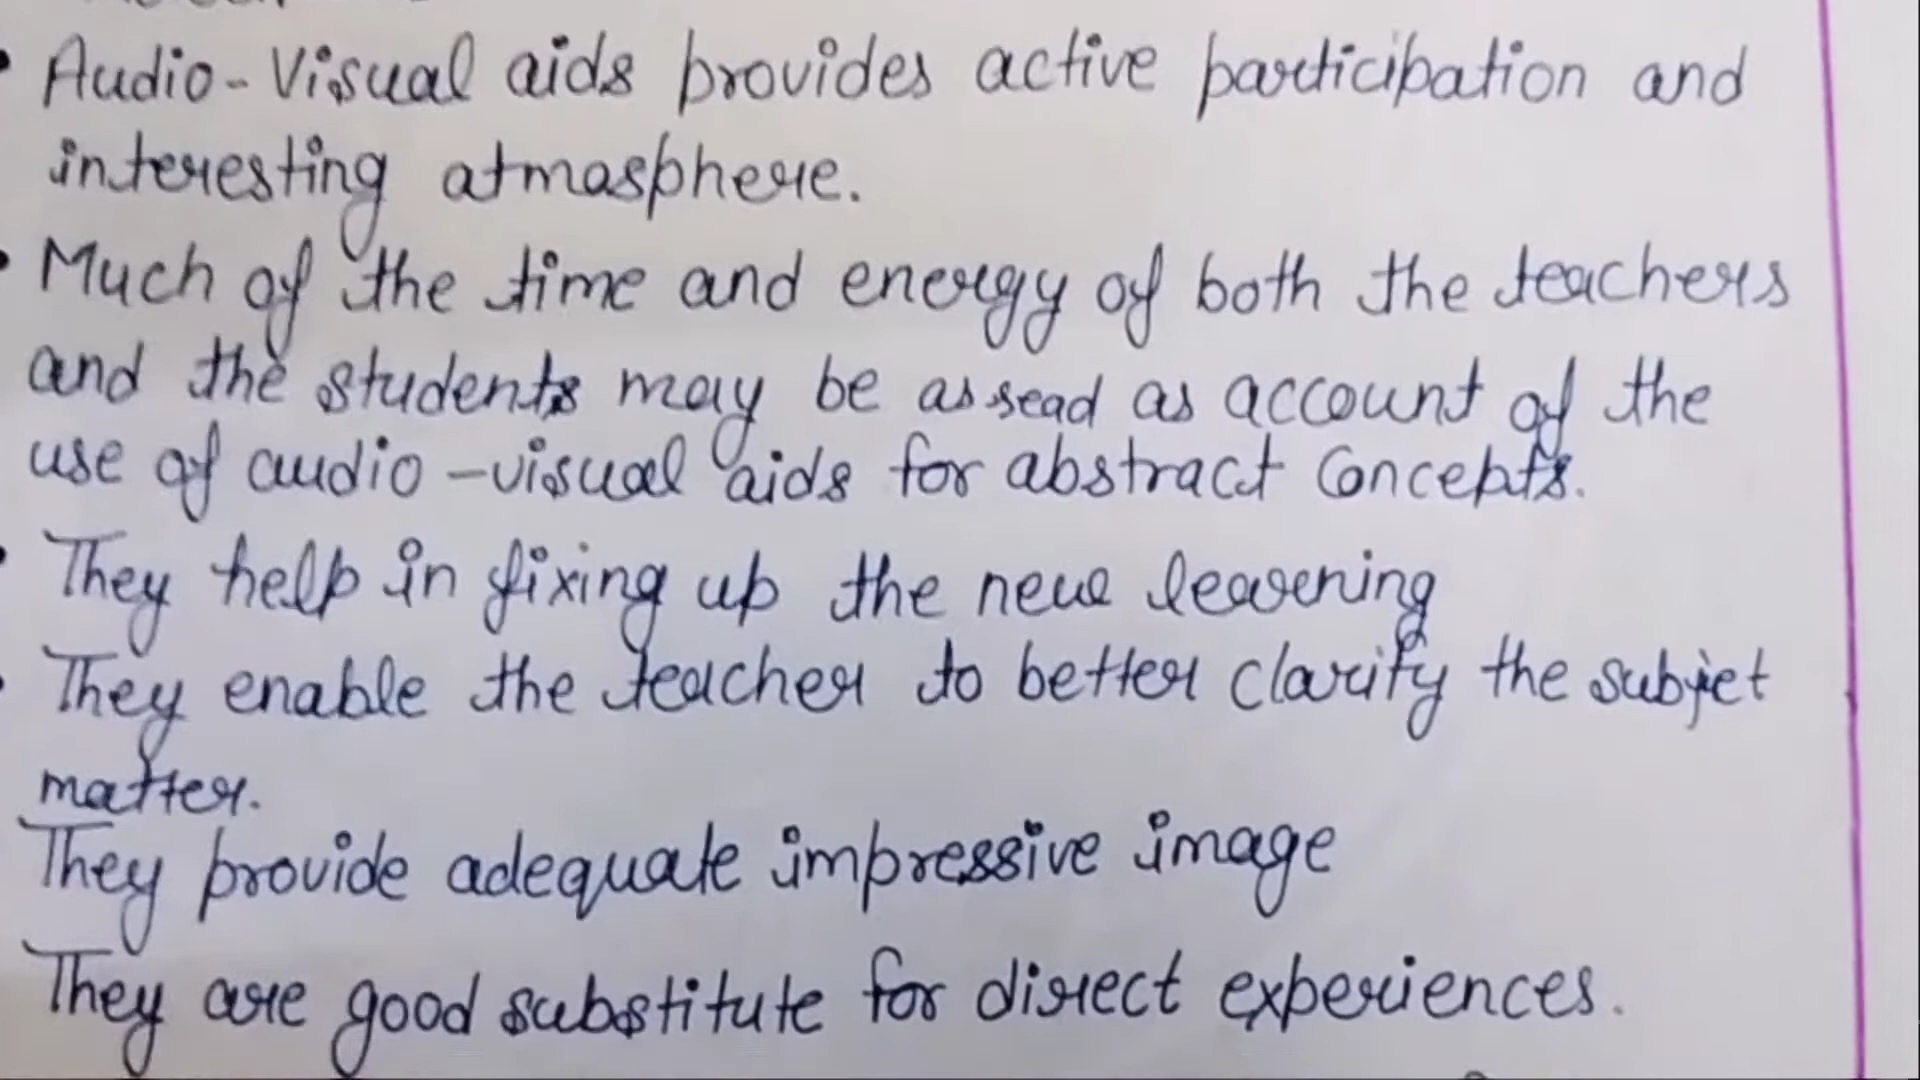 • Audio-Visual aids provides active participation and
interesting atmosphere.
• Much of the time and energy of both the teachers
and the students may be as sead as account of the
use of audio-visual aids for abstract Concepts.
• They help in fixing up the new learening
• They enable the teacher to better clarify the subjet
matter.
They provide adequate impressive image
They are good substitute for direct experiences.